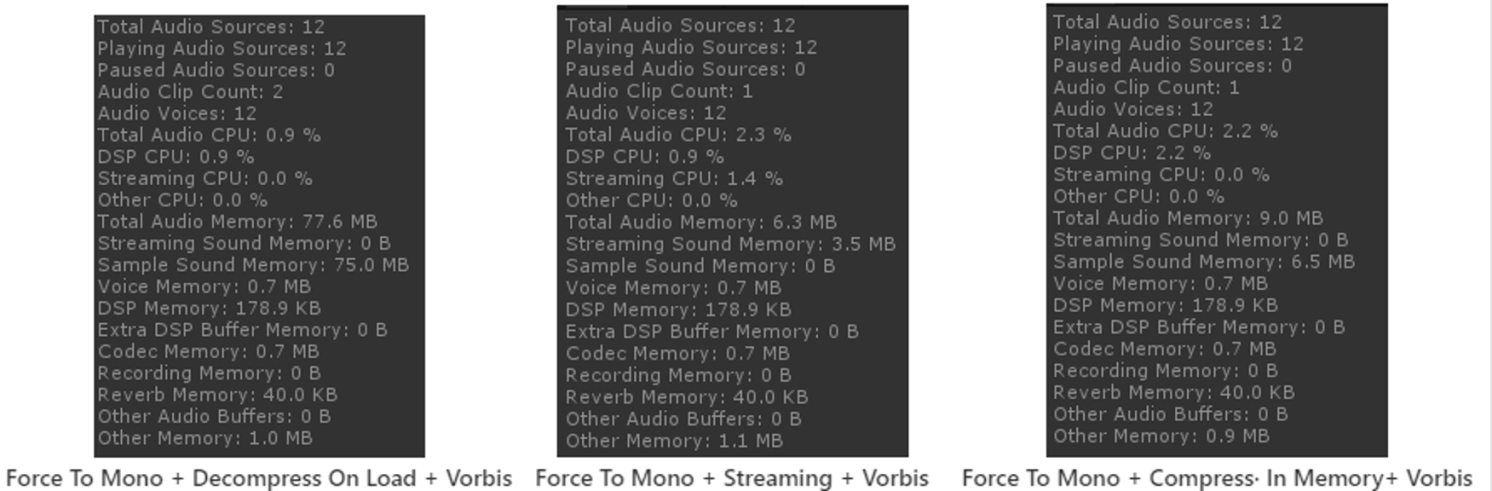 Total Audio Sources: 12
Playing Audio Sources: 12
Paused Audio Sources: 0
Audio Clip Count: 2
Audio Voices: 12
Total Audio CPU: 0.9 %
DSP CPU: 0.9 %
Streaming CPU: 0.0 %
Other CPU: 0.0 %
Total Audio Memory: 77.6 MB
Streaming Sound Memory: 0 B
Sample Sound Memory: 75.0 MB
Voice Memory: 0.7 MB
DSP Memory: 178.9 KB
Extra DSP Buffer Memory: 0 B
Codec Memory: 0.7 MB
Recording Memory: 0 B
Reverb Memory: 40.0 KB
Other Audio Buffers: 0 B
Other Memory: 1.0 MB
Force To Mono + Decompress On Load + Vorbis
Total Audio Sources: 12
Playing Audio Sources: 12
Paused Audio Sources: 0
Audio Clip Count: 1
Audio Voices: 12
Total Audio CPU: 2.3 %
DSP CPU: 0.9 %
Streaming CPU: 1.4 %
Other CPU: 0.0 %
Total Audio Memory: 6.3 MB
Streaming Sound Memory: 3.5 MB
Sample Sound Memory: 0 B
Voice Memory: 0.7 MB
DSP Memory: 178.9 KB
Extra DSP Buffer Memory: 0 B
Codec Memory: 0.7 MB
Recording Memory: 0 B
Reverb Memory: 40.0 KB
Other Audio Buffers: 0 B
Other Memory: 1.1 MB
Force To Mono + Streaming + Vorbis
Total Audio Sources: 12
Playing Audio Sources: 12
Paused Audio Sources: 0
Audio Clip Count: 1
Audio Voices: 12
Total Audio CPU: 2.2 %
DSP CPU: 2.2 %
Streaming CPU: 0.0 %
Other CPU: 0.0 %
Total Audio Memory: 9.0 MB
Streaming Sound Memory: 0 B
Sample Sound Memory: 6.5 MB
Voice Memory: 0.7 MB
DSP Memory: 178.9 KB
Extra DSP Buffer Memory: 0 B
Codec Memory: 0.7 MB
Recording Memory: 0 B
Reverb Memory: 40.0 KB
Other Audio Buffers: 0 B
Other Memory: 0.9 MB
Force To Mono + Compress· In Memory+ Vorbis